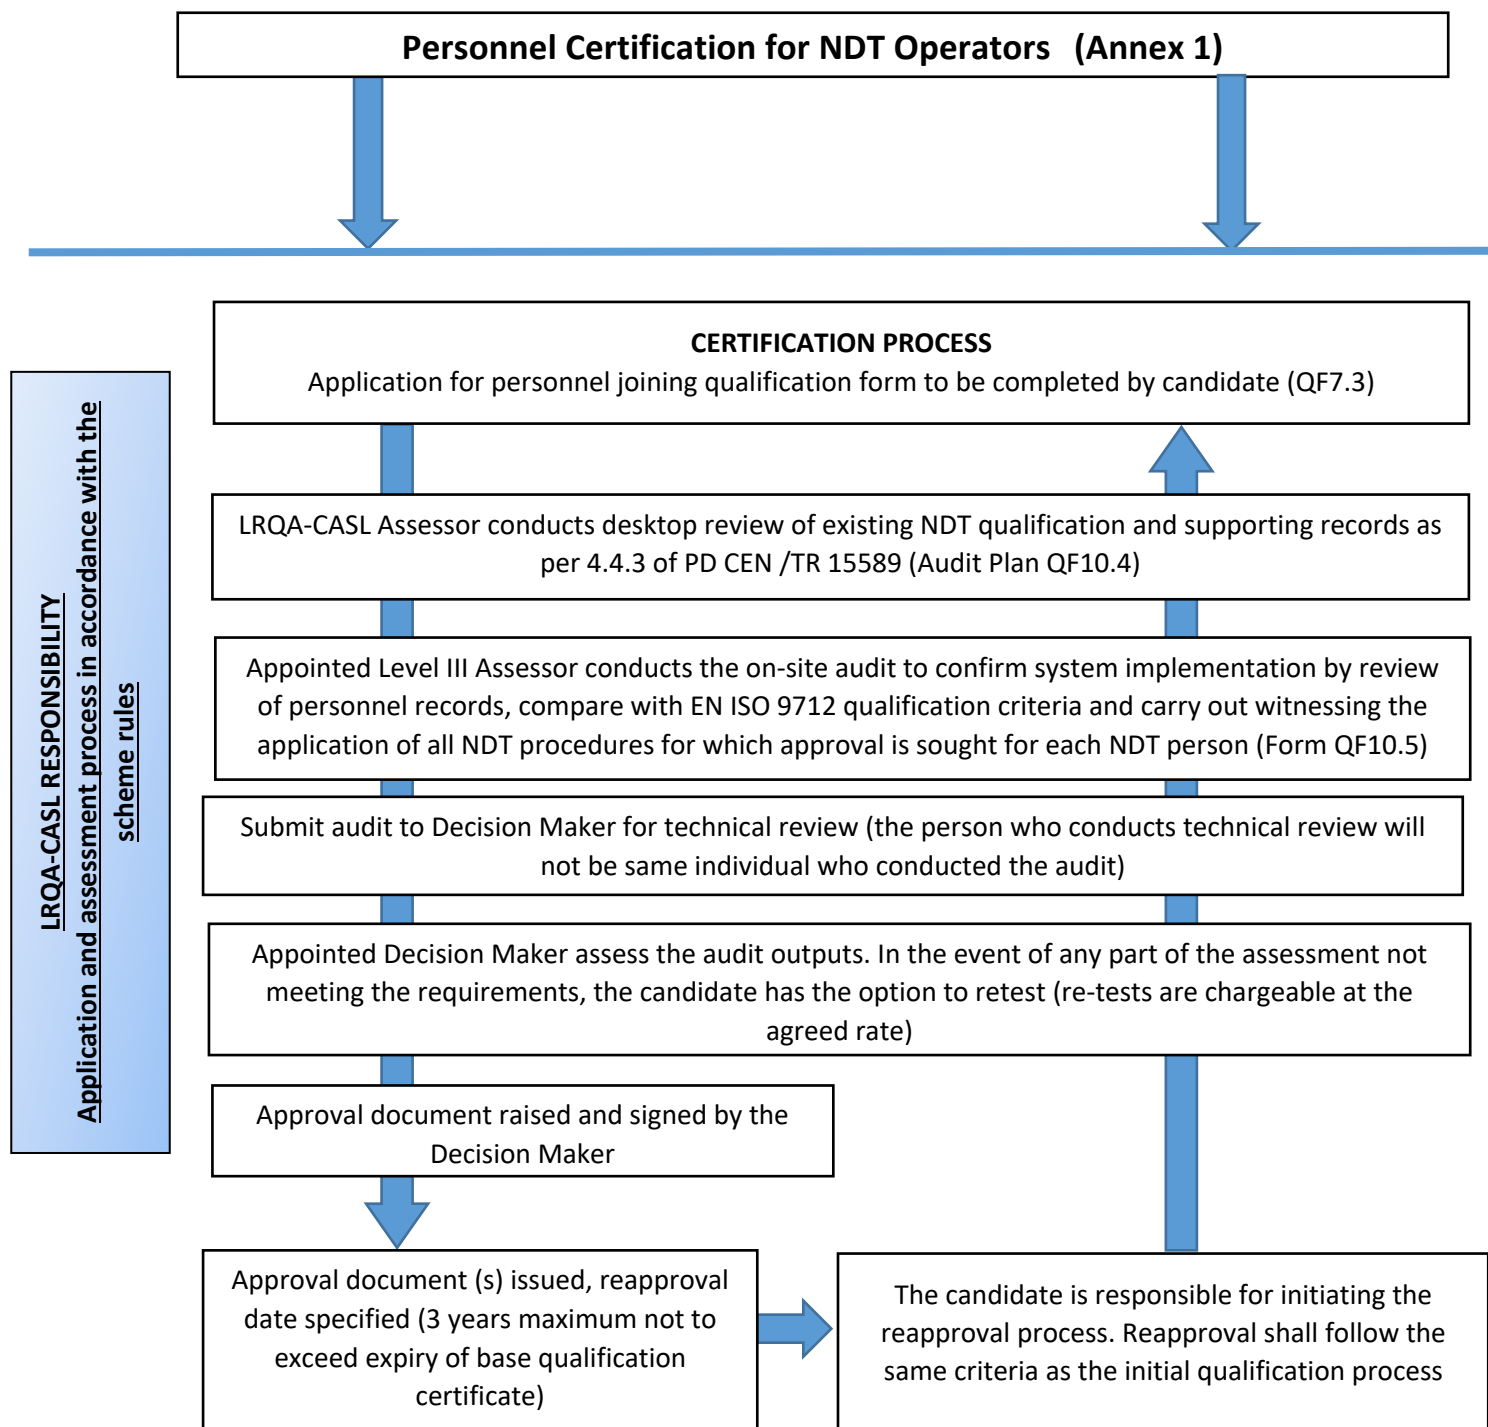 Personnel Certification for NDT Operators (Annex 1)
LRQA-CASL RESPONSIBILITY
Application and assessment process in accordance with the
scheme rules
CERTIFICATION PROCESS
Application for personnel joining qualification form to be completed by candidate (QF7.3)
LRQA-CASL Assessor conducts desktop review of existing NDT qualification and supporting records as
per 4.4.3 of PD CEN /TR 15589 (Audit Plan QF10.4)
Appointed Level III Assessor conducts the on-site audit to confirm system implementation by review
of personnel records, compare with EN ISO 9712 qualification criteria and carry out witnessing the
application of all NDT procedures for which approval is sought for each NDT person (Form QF10.5)
Submit audit to Decision Maker for technical review (the person who conducts technical review will
not be same individual who conducted the audit)
Appointed Decision Maker assess the audit outputs. In the event of any part of the assessment not
meeting the requirements, the candidate has the option to retest (re-tests are chargeable at the
agreed rate)
Approval document raised and signed by the
Decision Maker
Approval document (s) issued, reapproval
date specified (3 years maximum not to
exceed expiry of base qualification
certificate)
The candidate is responsible for initiating the
reapproval process. Reapproval shall follow the
same criteria as the initial qualification process